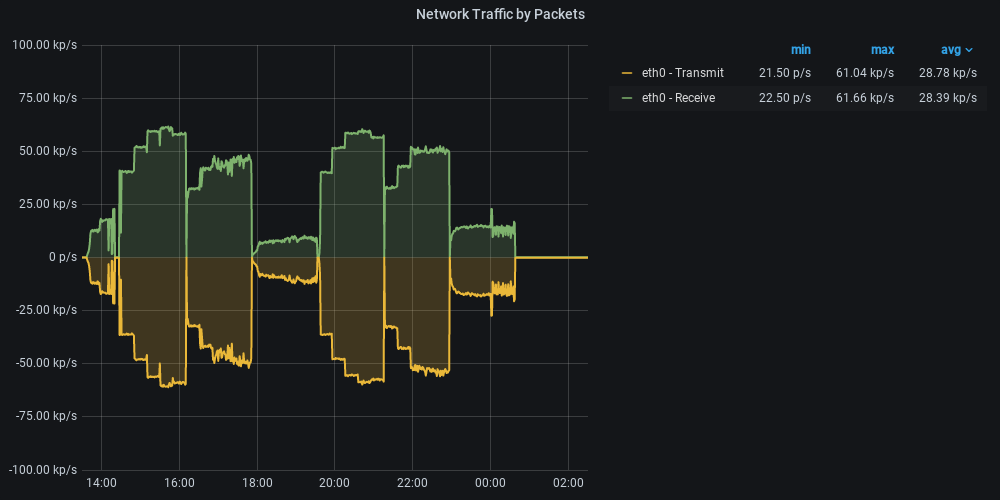 Network Traffic by Packets
100.00 kp/s
75.00 kp/s
50.00 kp/s
25.00 kp/s
0 p/s
-25.00 kp/s
-50.00 kp/s
-75.00 kp/s
-100.00 kp/s
14:00 16:00 18:00 20:00 22:00 00:00 02:00
min max avg
eth0 - Transmit 21.50 p/s 61.04 kp/s 28.78 kp/s
eth0 - Receive 22.50 p/s 61.66 kp/s 28.39 kp/s